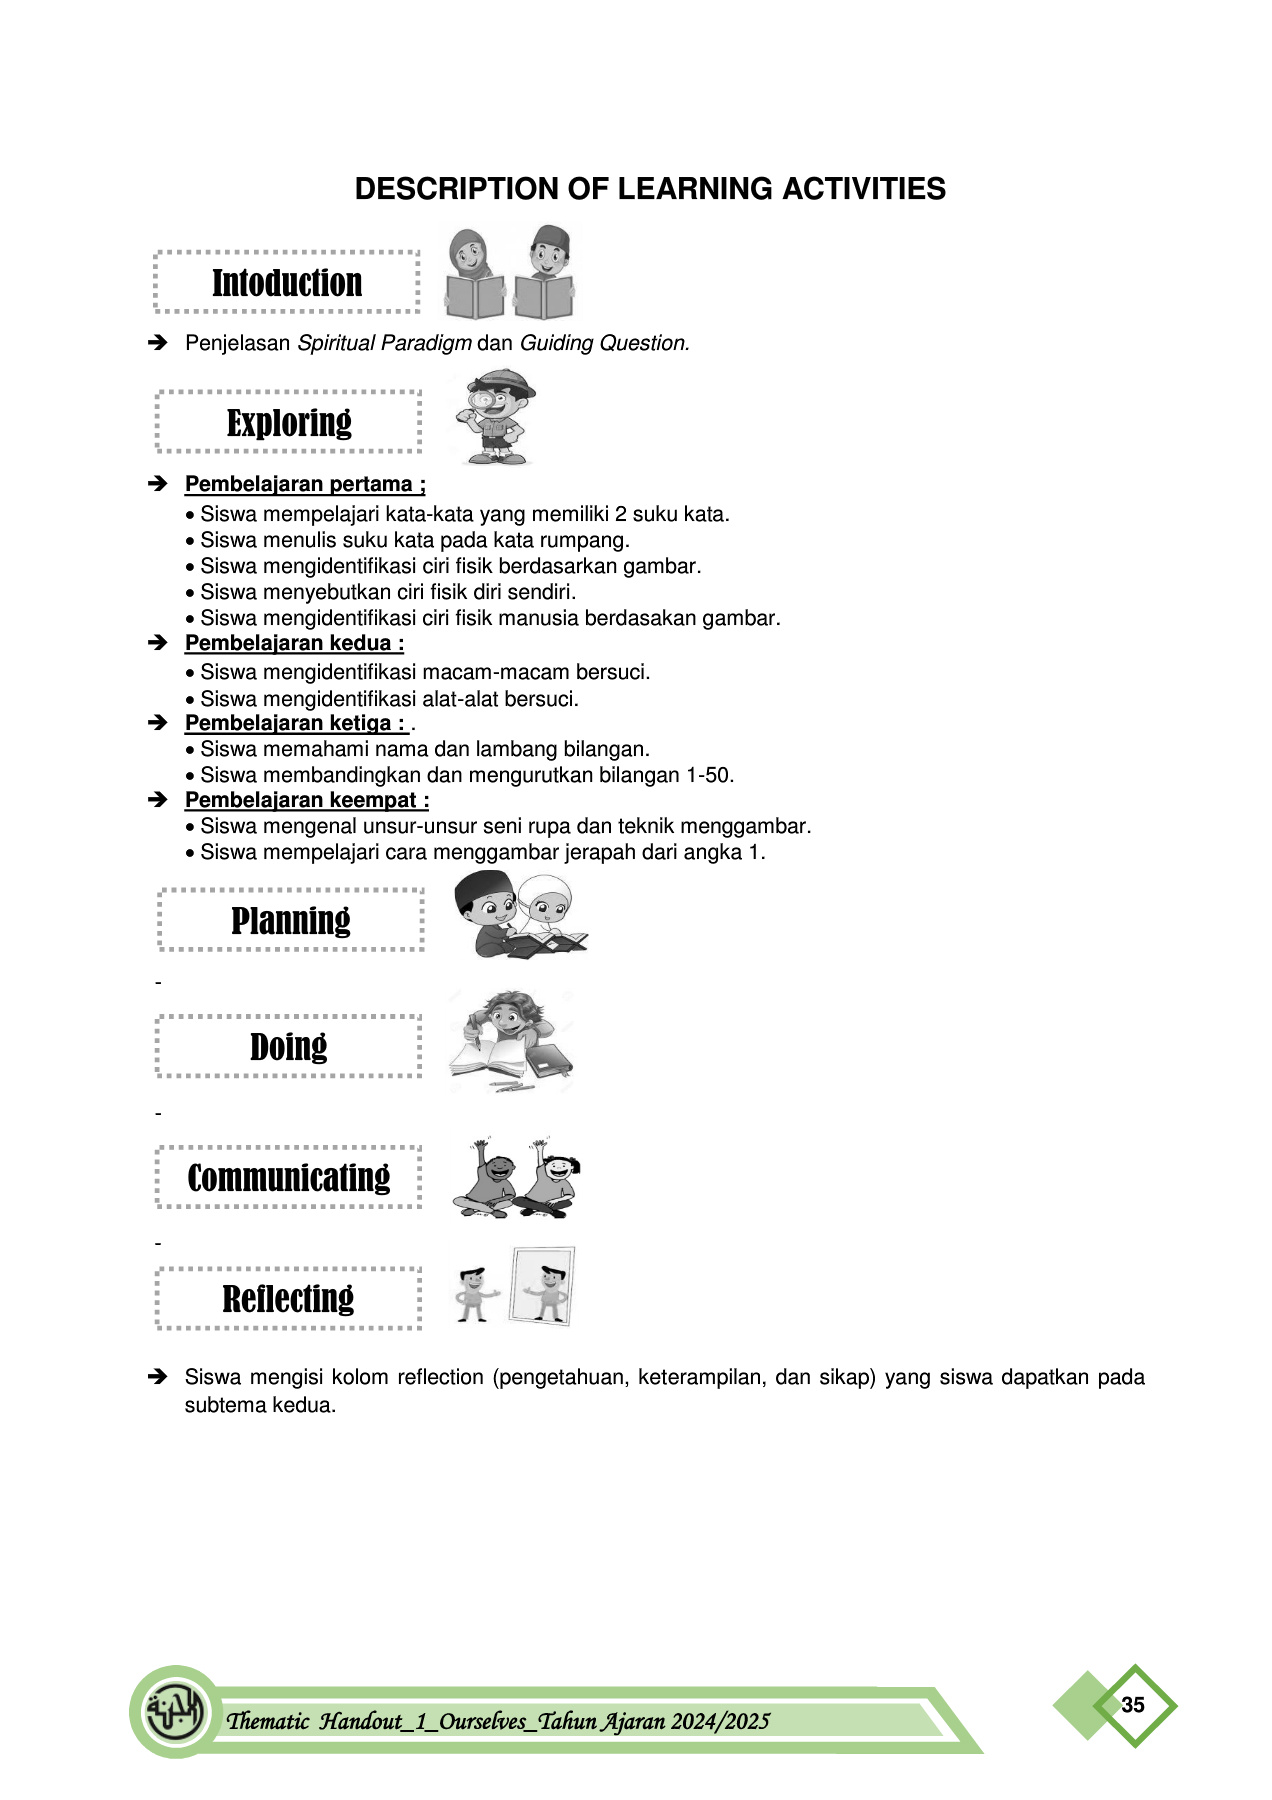 DESCRIPTION OF LEARNING ACTIVITIES
Intoduction
➔ Penjelasan Spiritual Paradigm dan Guiding Question.
Exploring
➔ Pembelajaran pertama ;
• Siswa mempelajari kata-kata yang memiliki 2 suku kata.
• Siswa menulis suku kata pada kata rumpang.
• Siswa mengidentifikasi ciri fisik berdasarkan gambar.
• Siswa menyebutkan ciri fisik diri sendiri.
• Siswa mengidentifikasi ciri fisik manusia berdasakan gambar.
➔ Pembelajaran kedua :
• Siswa mengidentifikasi macam-macam bersuci.
• Siswa mengidentifikasi alat-alat bersuci.
➔ Pembelajaran ketiga : .
• Siswa memahami nama dan lambang bilangan.
• Siswa membandingkan dan mengurutkan bilangan 1-50.
➔ Pembelajaran keempat :
• Siswa mengenal unsur-unsur seni rupa dan teknik menggambar.
• Siswa mempelajari cara menggambar jerapah dari angka 1.
Planning
-
Doing
-
Communicating
-
Reflecting
➔ Siswa mengisi kolom reflection (pengetahuan, keterampilan, dan sikap) yang siswa dapatkan pada
subtema kedua.
Thematic Handout_1_Ourselves_Tahun Ajaran 2024/2025
35